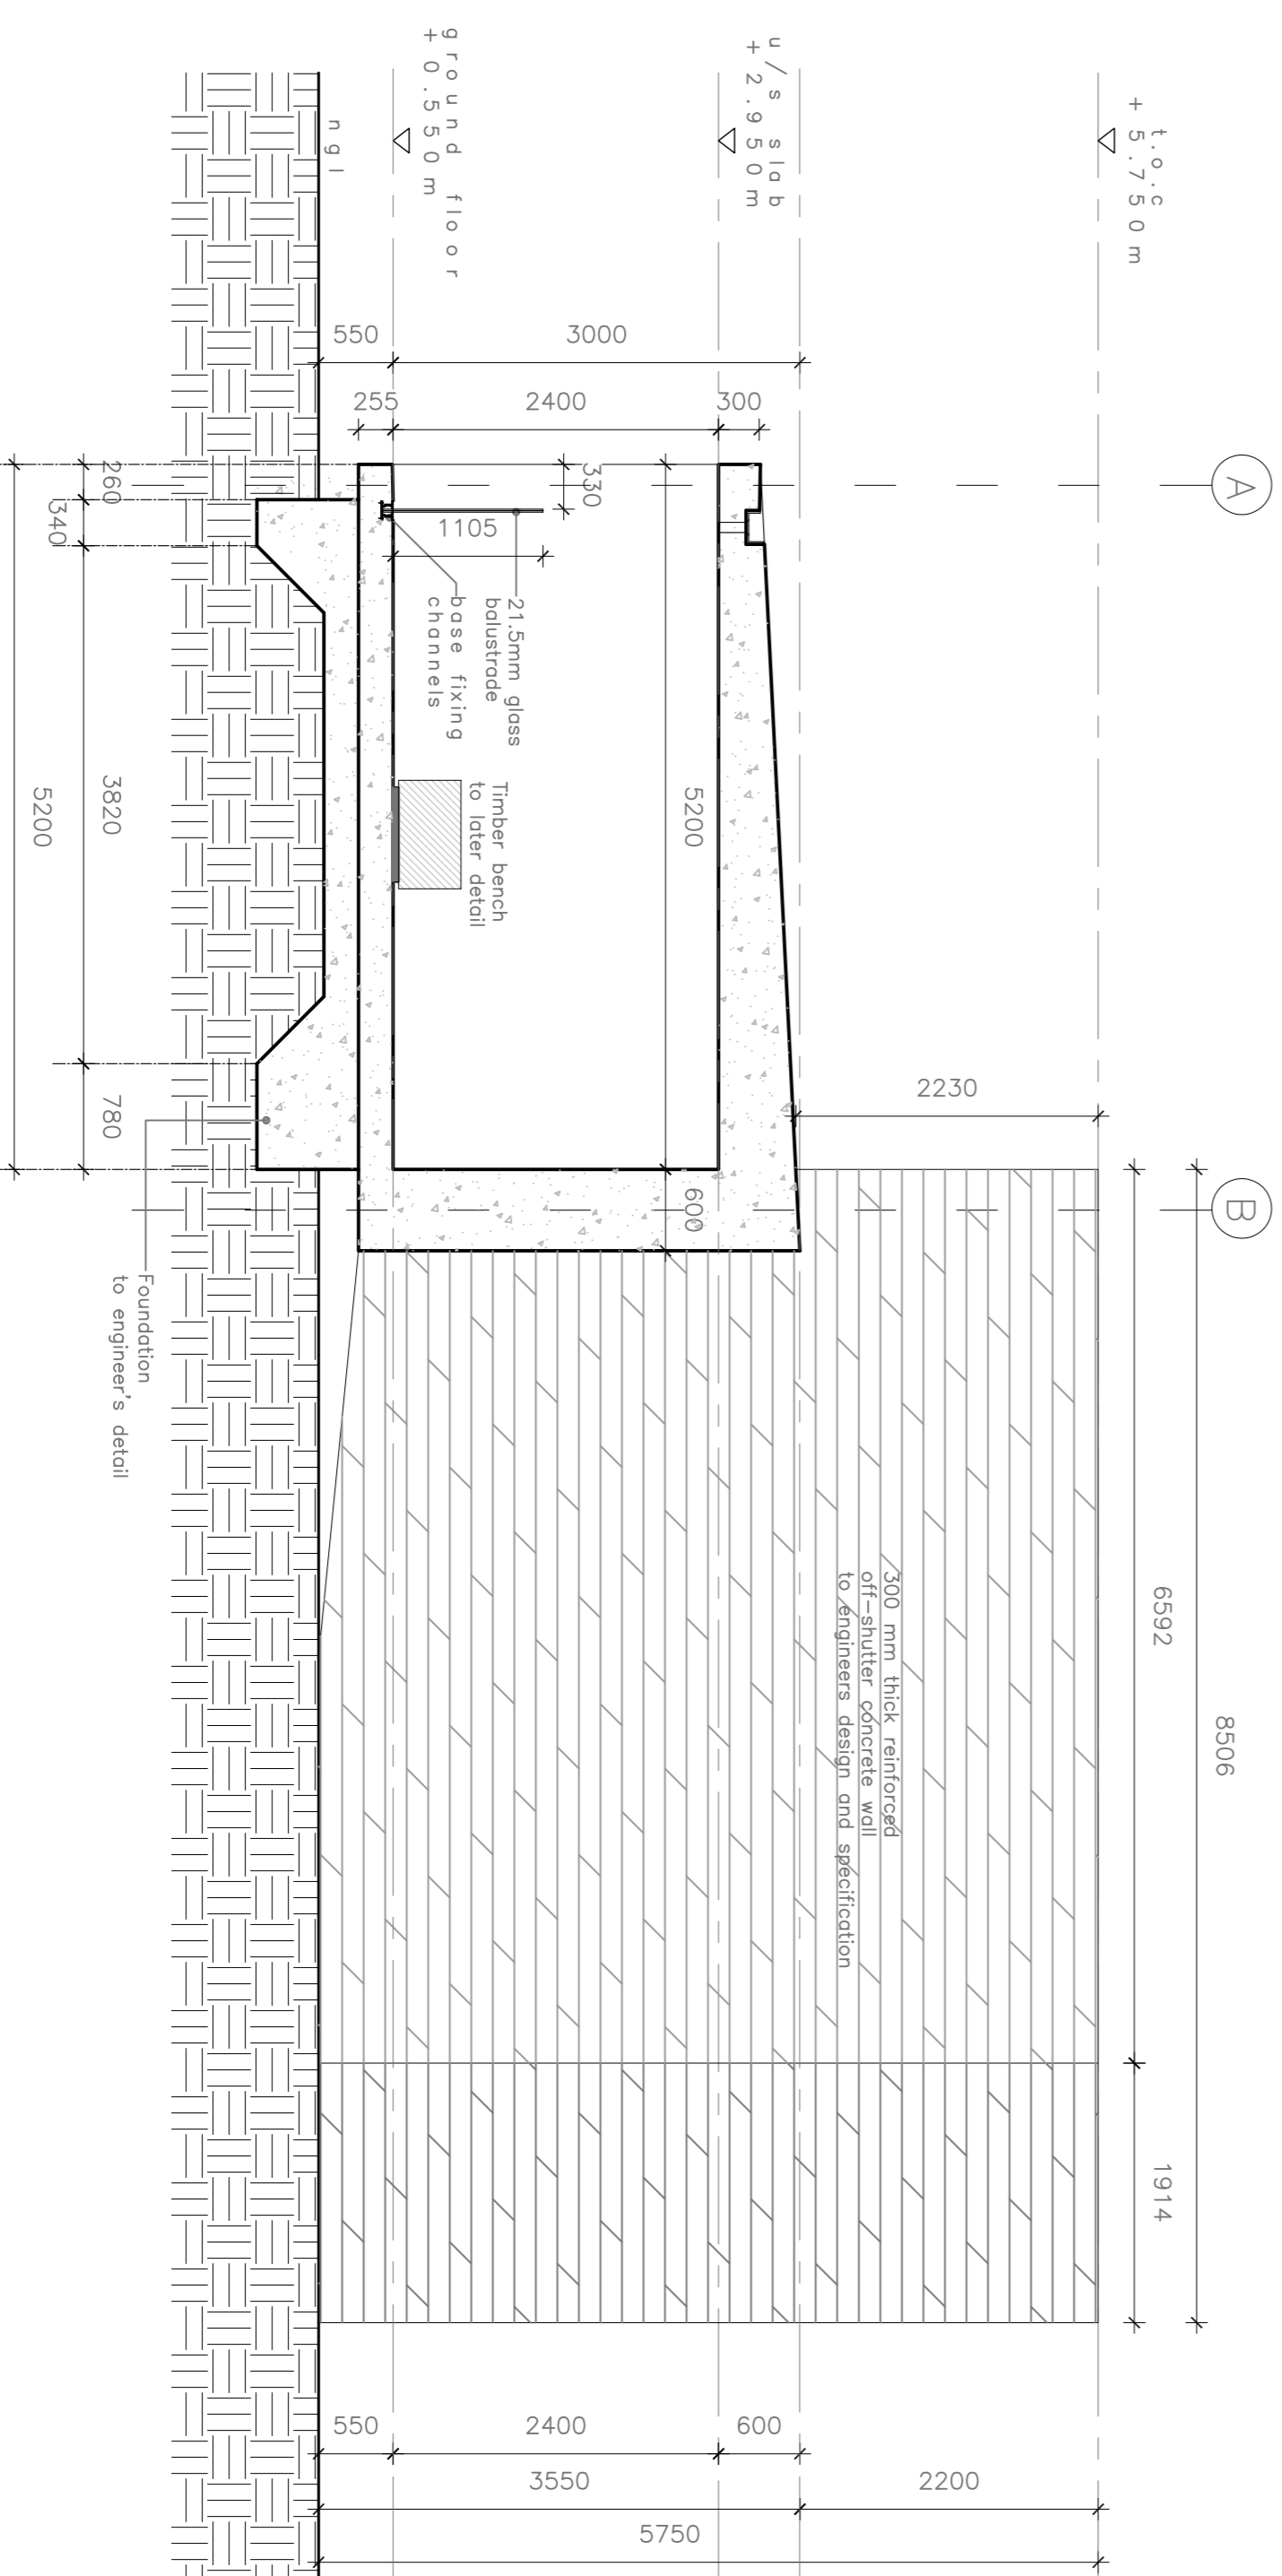 A
B
t.o.c
+ 5.750m
u/s slab
+ 2.950m
ground floor
+ 0.550m
ngl
8506
6592
1914
2230
550
3000
255
2400
300
330
1105
5200
600
21.5mm glass
balustrade
base fixing
channels
Timber bench
to later detail
300 mm thick reinforced
off-shutter concrete wall
to engineers design and specification
Foundation
to engineer's detail
260
340
3820
780
5200
550
2400
600
3550
2200
5750